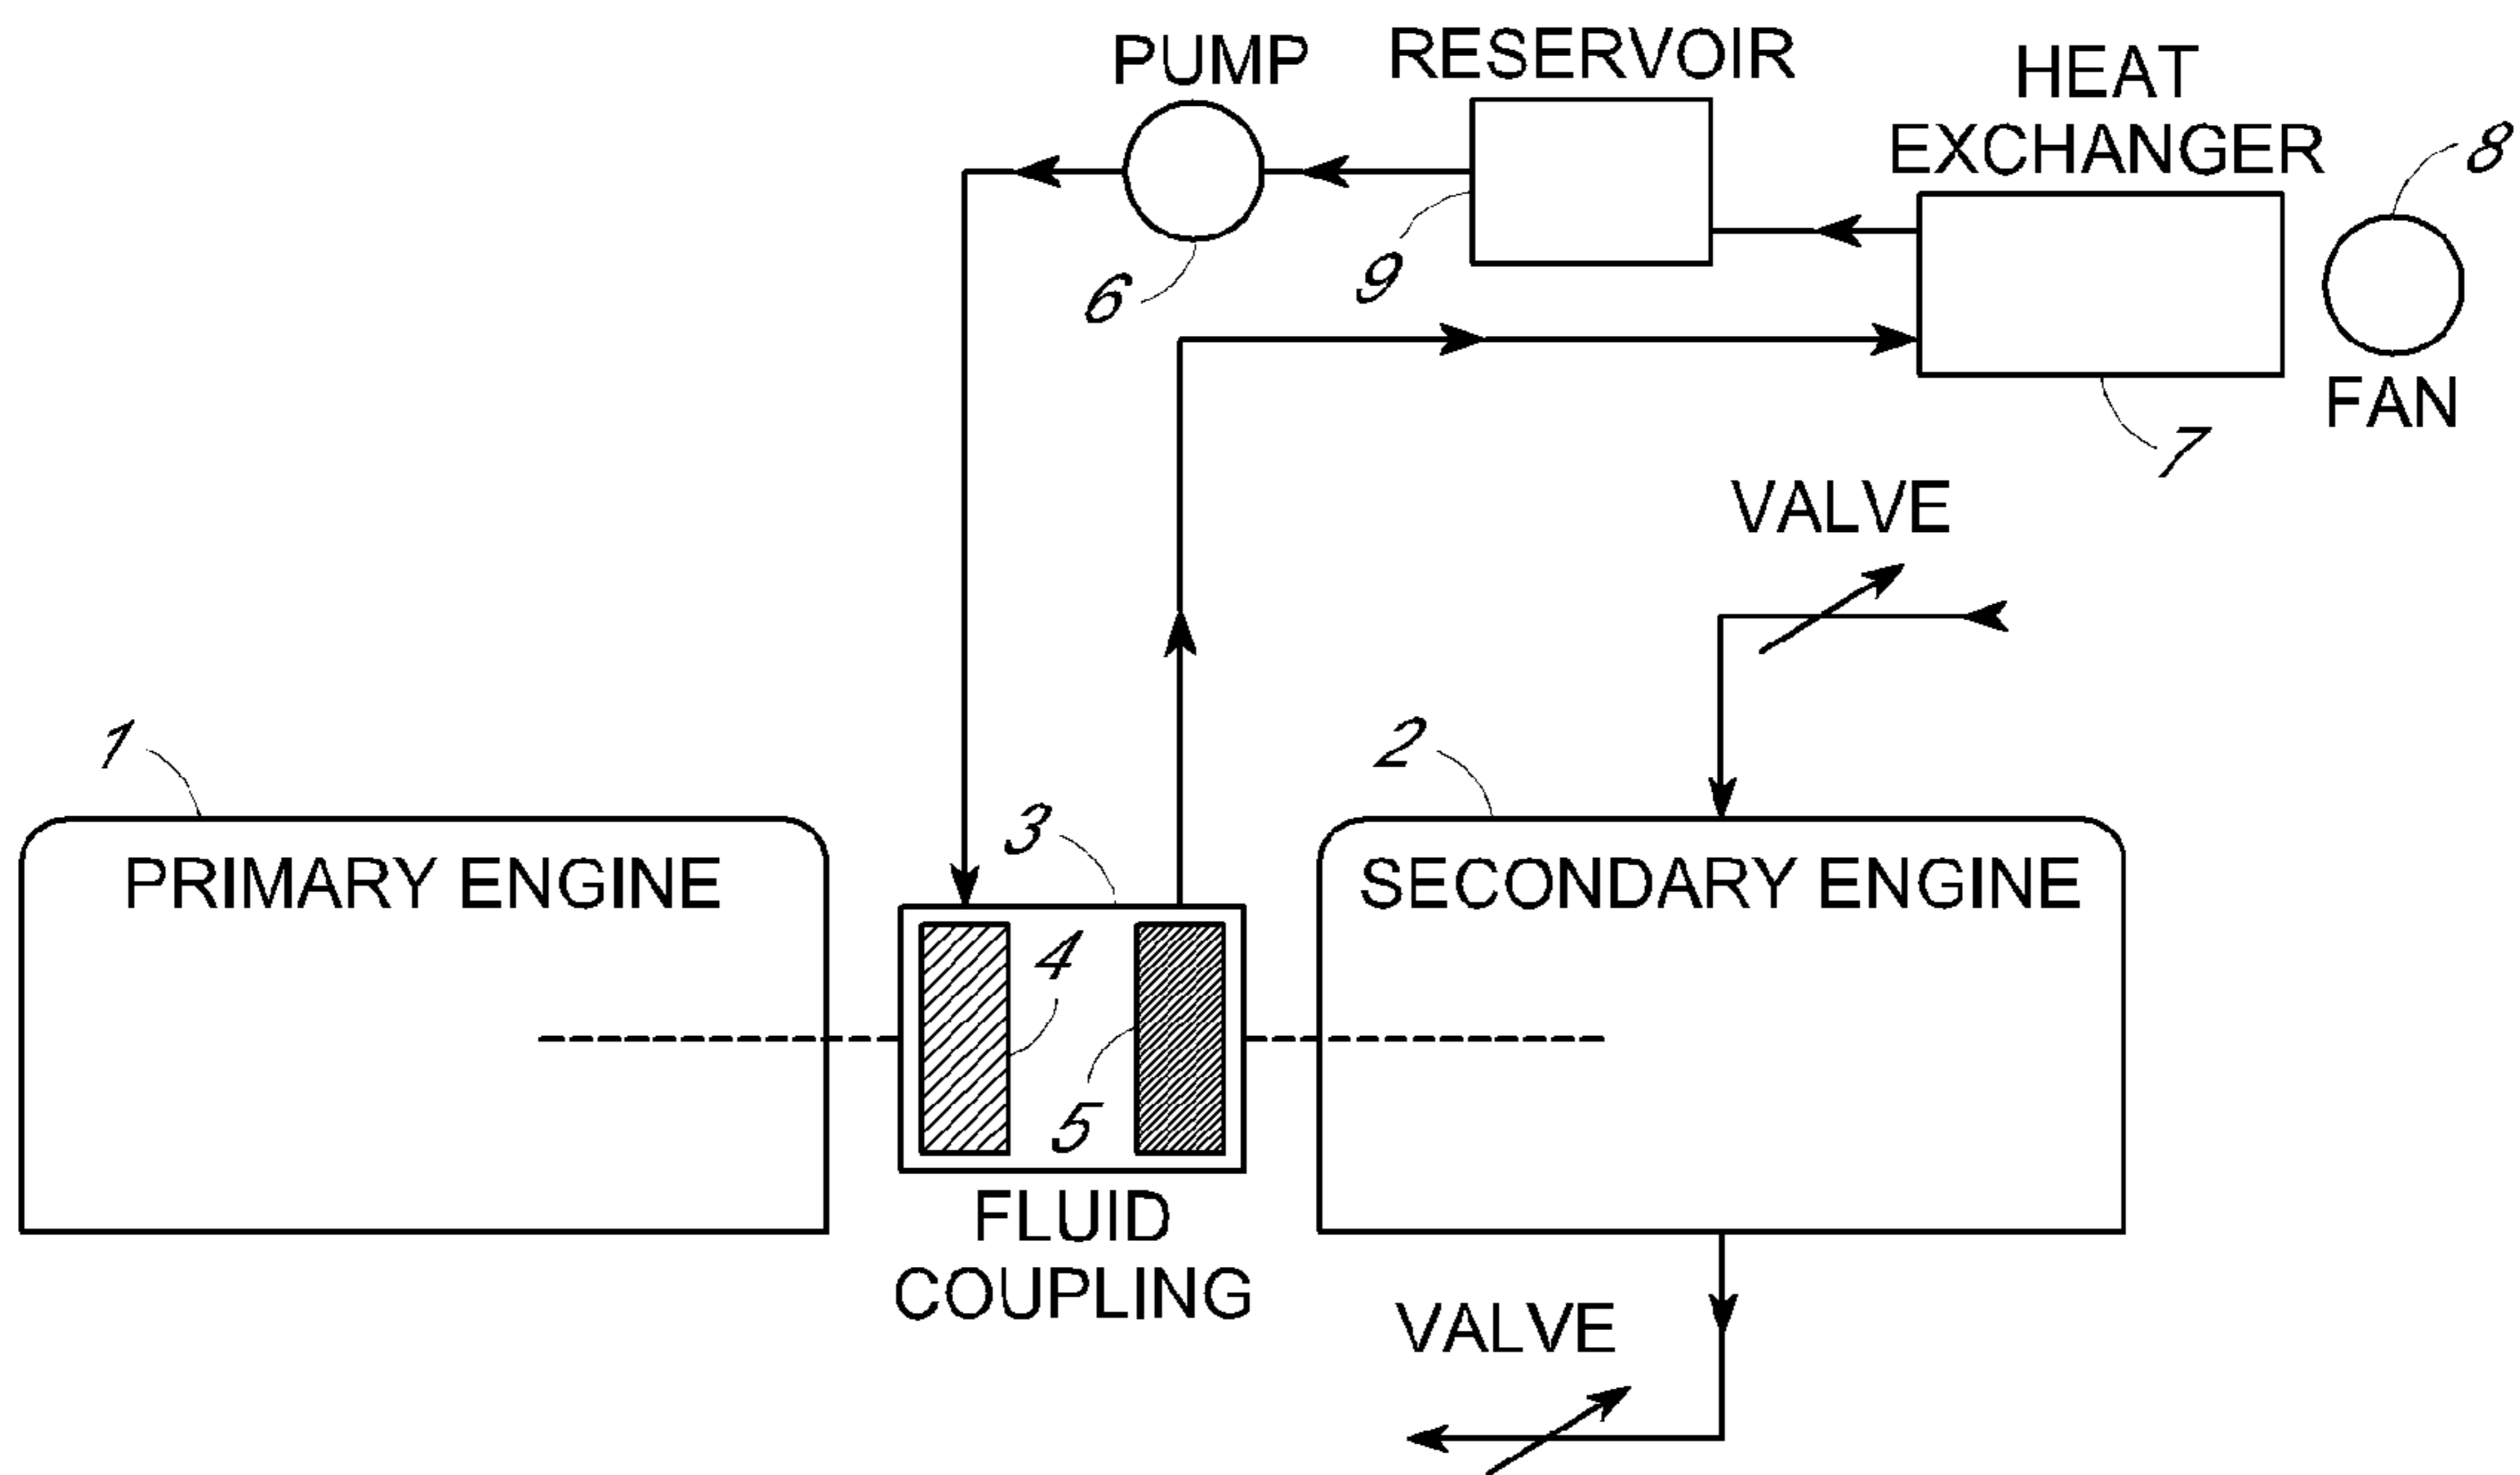 PUMP
RESERVOIR
HEAT
EXCHANGER
8
6
9
FAN
7
VALVE
1
2
3
PRIMARY ENGINE
SECONDARY ENGINE
4
5
FLUID
COUPLING
VALVE